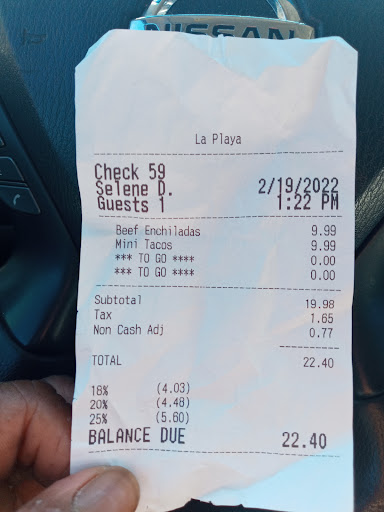 NISSAN
La Playa
Check 59
Selene D. 2/19/2022
Guests 1 1:22 PM
Beef Enchiladas 9.99
Mini Tacos 9.99
*** TO GO **** 0.00
*** TO GO **** 0.00
Subtotal 19.98
Tax 1.65
Non Cash Adj 0.77
TOTAL 22.40
18% (4.03)
20% (4.48)
25% (5.60)
BALANCE DUE 22.40